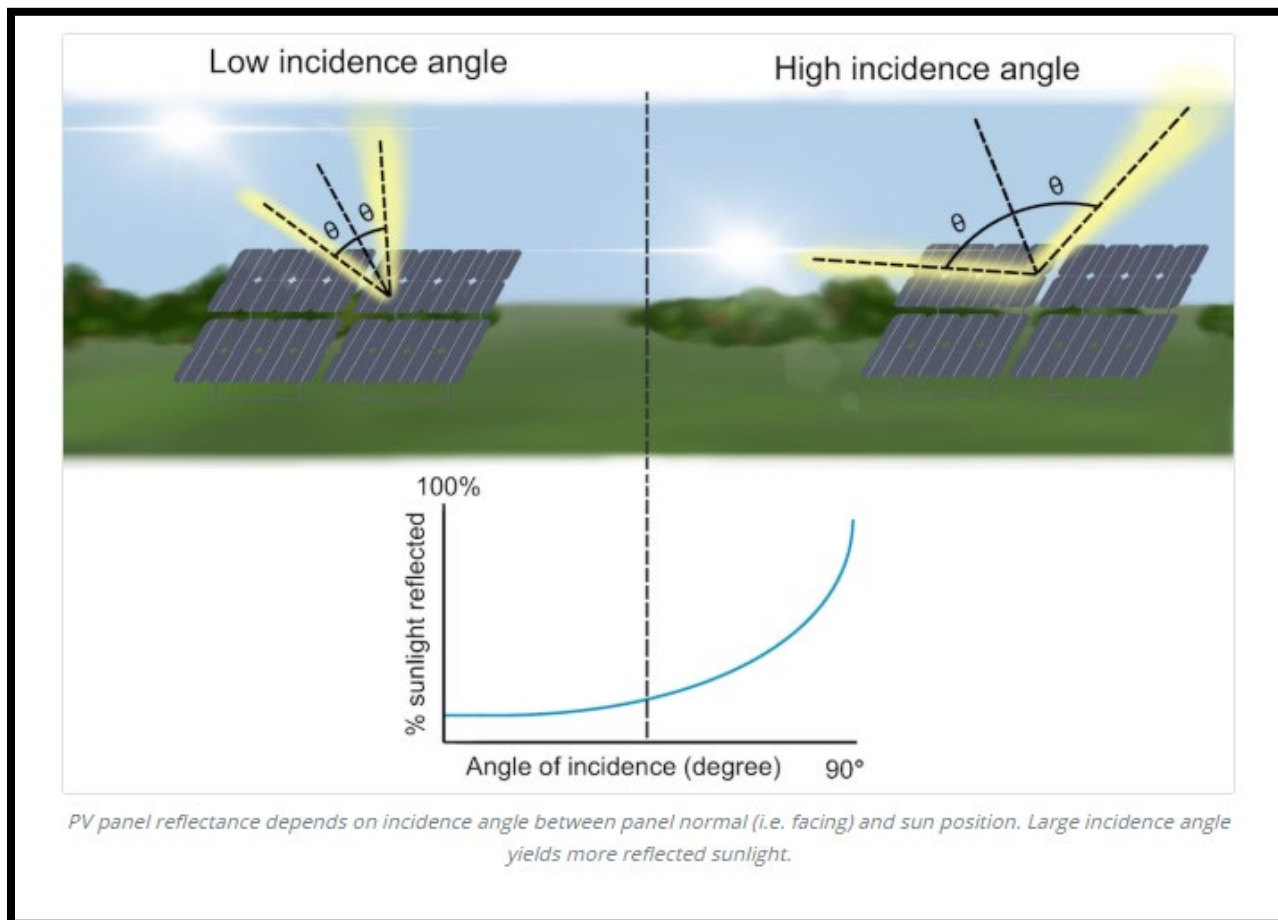 Low incidence angle
High incidence angle
θ
θ
θ
θ
100%
% sunlight reflected
Angle of incidence (degree)
90°
PV panel reflectance depends on incidence angle between panel normal (i.e. facing) and sun position. Large incidence angle
yields more reflected sunlight.